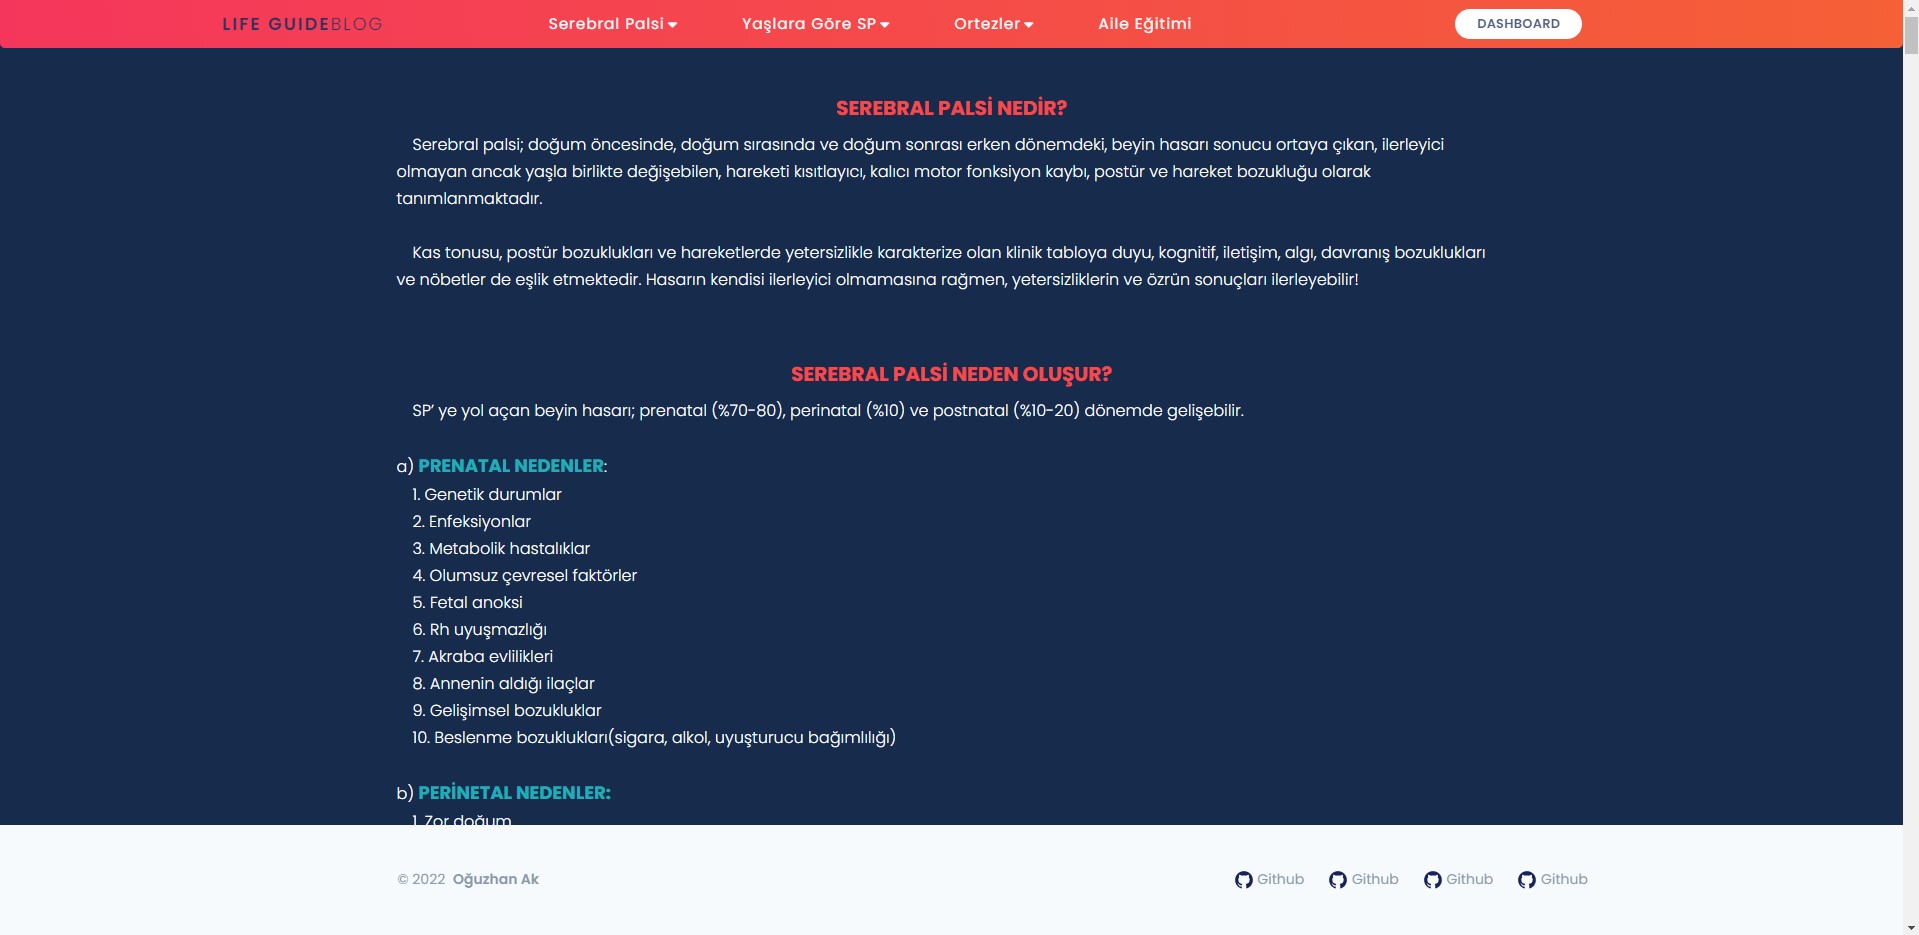 LIFE GUIDEBLOG
Serebral Palsi
Yaşlara Göre SP
Ortezler
Aile Eğitimi
DASHBOARD
SEREBRAL PALSİ NEDİR?
Serebral palsi; doğum öncesinde, doğum sırasında ve doğum sonrası erken dönemdeki, beyin hasarı sonucu ortaya çıkan, ilerleyici
olmayan ancak yaşla birlikte değişebilen, hareketi kısıtlayıcı, kalıcı motor fonksiyon kaybı, postür ve hareket bozukluğu olarak
tanımlanmaktadır.
Kas tonusu, postür bozuklukları ve hareketlerde yetersizlikle karakterize olan klinik tabloya duyu, kognitif, iletişim, algı, davranış bozuklukları
ve nöbetler de eşlik etmektedir. Hasarın kendisi ilerleyici olmamasına rağmen, yetersizliklerin ve özrün sonuçları ilerleyebilir!
SEREBRAL PALSİ NEDEN OLUŞUR?
SP’ ye yol açan beyin hasarı; prenatal (%70-80), perinatal (%10) ve postnatal (%10-20) dönemde gelişebilir.
a) PRENATAL NEDENLER:
1. Genetik durumlar
2. Enfeksiyonlar
3. Metabolik hastalıklar
4. Olumsuz çevresel faktörler
5. Fetal anoksi
6. Rh uyuşmazlığı
7. Akraba evlilikleri
8. Annenin aldığı ilaçlar
9. Gelişimsel bozukluklar
10. Beslenme bozuklukları(sigara, alkol, uyuşturucu bağımlılığı)
b) PERİNETAL NEDENLER:
1. Zor doğum
© 2022 Oğuzhan Ak
Github
Github
Github
Github